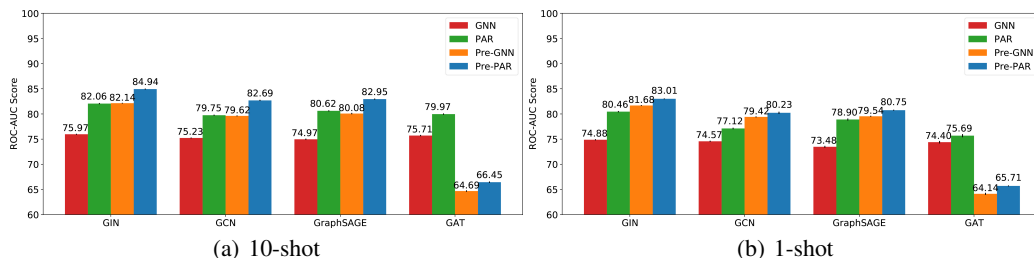 100
95
90
85
80
75
70
65
60
ROC-AUC Score
GNN
PAR
Pre-GNN
Pre-PAR
75.97
82.06
82.14
84.94
75.23
79.75
79.62
82.69
74.97
80.62
80.08
82.95
75.71
79.97
64.69
66.45
GIN
GCN
GraphSAGE
GAT
(a) 10-shot
100
95
90
85
80
75
70
65
60
ROC-AUC Score
GNN
PAR
Pre-GNN
Pre-PAR
74.88
80.46
81.68
83.01
74.57
77.12
79.42
80.23
73.48
78.90
79.54
80.75
74.40
75.69
64.14
65.71
GIN
GCN
GraphSAGE
GAT
(b) 1-shot